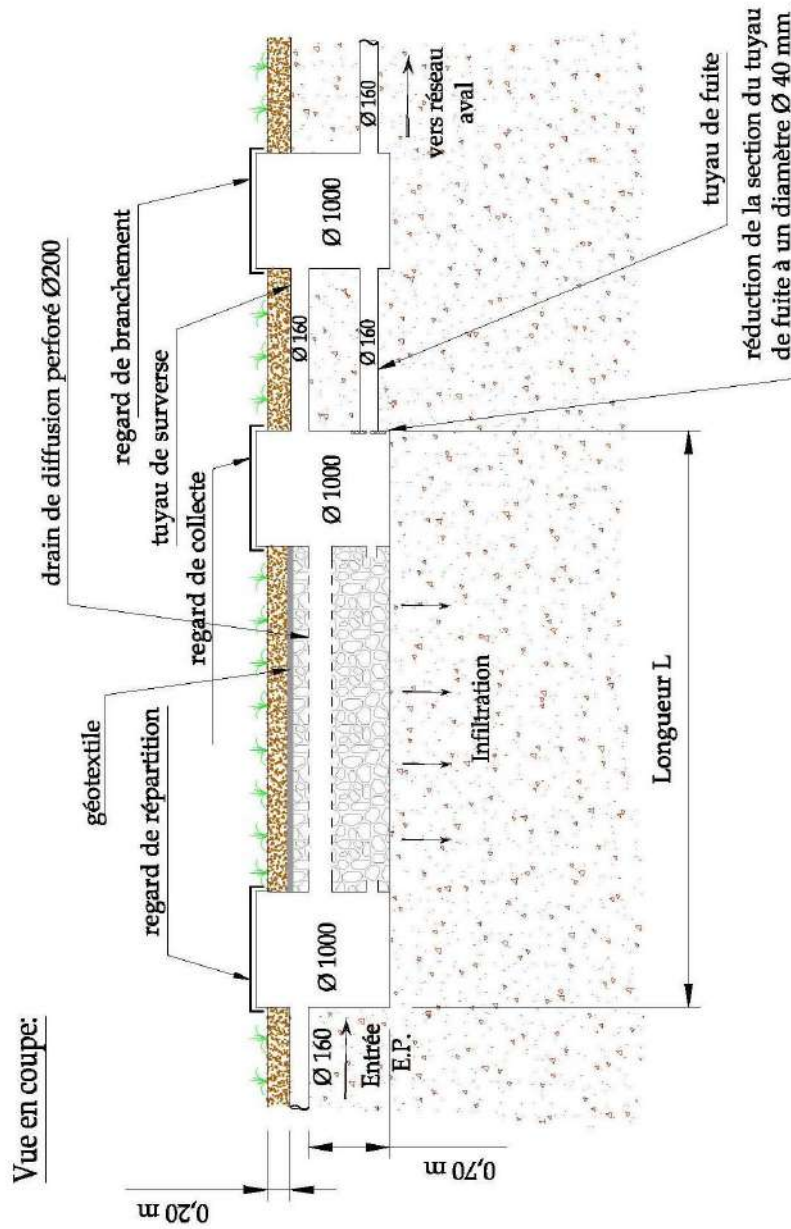 Vue en coupe:
drain de diffusion perforé Ø200
géotextile
regard de branchement
tuyau de surverse
regard de collecte
regard de répartition
0,20 m
0,70 m
Ø 160
Entrée
E.P.
Ø 1000
Ø 1000
Ø 160
Ø 160
Ø 1000
Ø 160
vers réseau
aval
Infiltration
Longueur L
tuyau de fuite
réduction de la section du tuyau
de fuite à un diamètre Ø 40 mm